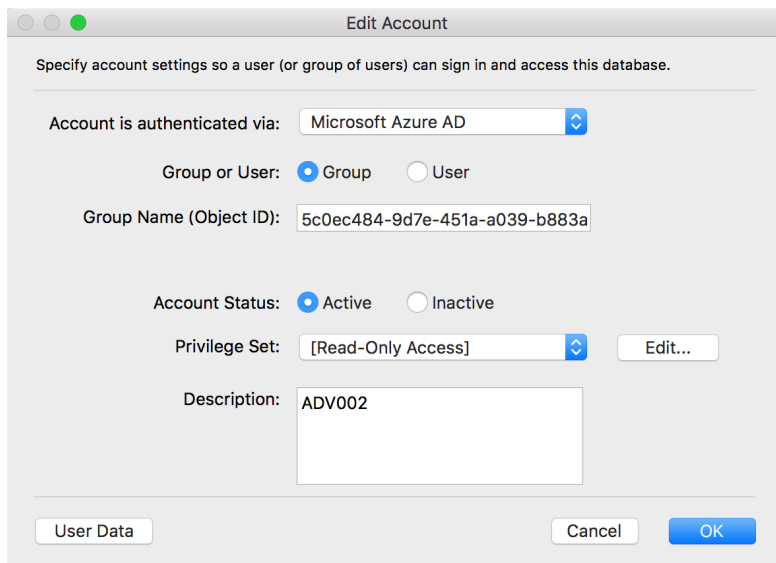 Edit Account
Specify account settings so a user (or group of users) can sign in and access this database.
Account is authenticated via: Microsoft Azure AD
Group or User: Group User
Group Name (Object ID): 5c0ec484-9d7e-451a-a039-b883a
Account Status: Active Inactive
Privilege Set: [Read-Only Access] Edit...
Description: ADV002
User Data Cancel OK